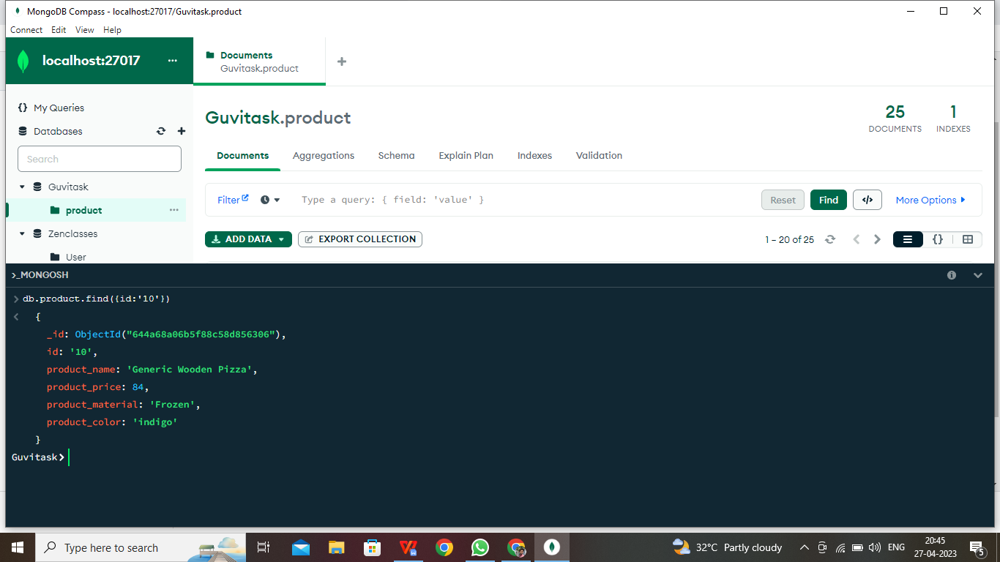 MongoDB Compass - localhost:27017/Guvitask.product
Connect Edit View Help
localhost:27017 ...
Documents
Guvitask.product
+
{} My Queries
Databases
Search
Guvitask
product ...
Zenclasses
User
Guvitask.product
25
DOCUMENTS
1
INDEXES
Documents Aggregations Schema Explain Plan Indexes Validation
Filter Type a query: { field: 'value' } Reset Find </> More Options
ADD DATA EXPORT COLLECTION 1 – 20 of 25 {}
>_MONGOSH
> db.product.find({id:'10'})
< {
_id: ObjectId("644a68a06b5f88c58d856306"),
id: '10',
product_name: 'Generic Wooden Pizza',
product_price: 84,
product_material: 'Frozen',
product_color: 'indigo'
}
Guvitask>
Type here to search 32°C Partly cloudy ENG
20:45
27-04-2023
5